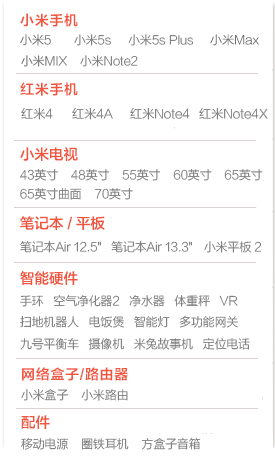 小米手机
小米5 小米5s 小米5s Plus 小米Max
小米MIX 小米Note2
红米手机
红米4 红米4A 红米Note4 红米Note4X
小米电视
43英寸 48英寸 55英寸 60英寸 65英寸
65英寸曲面 70英寸
笔记本 / 平板
笔记本Air 12.5" 笔记本Air 13.3" 小米平板 2
智能硬件
手环 空气净化器2 净水器 体重秤 VR
扫地机器人 电饭煲 智能灯 多功能网关
九号平衡车 摄像机 米兔故事机 定位电话
网络盒子/路由器
小米盒子 小米路由
配件
移动电源 圈铁耳机 方盒子音箱